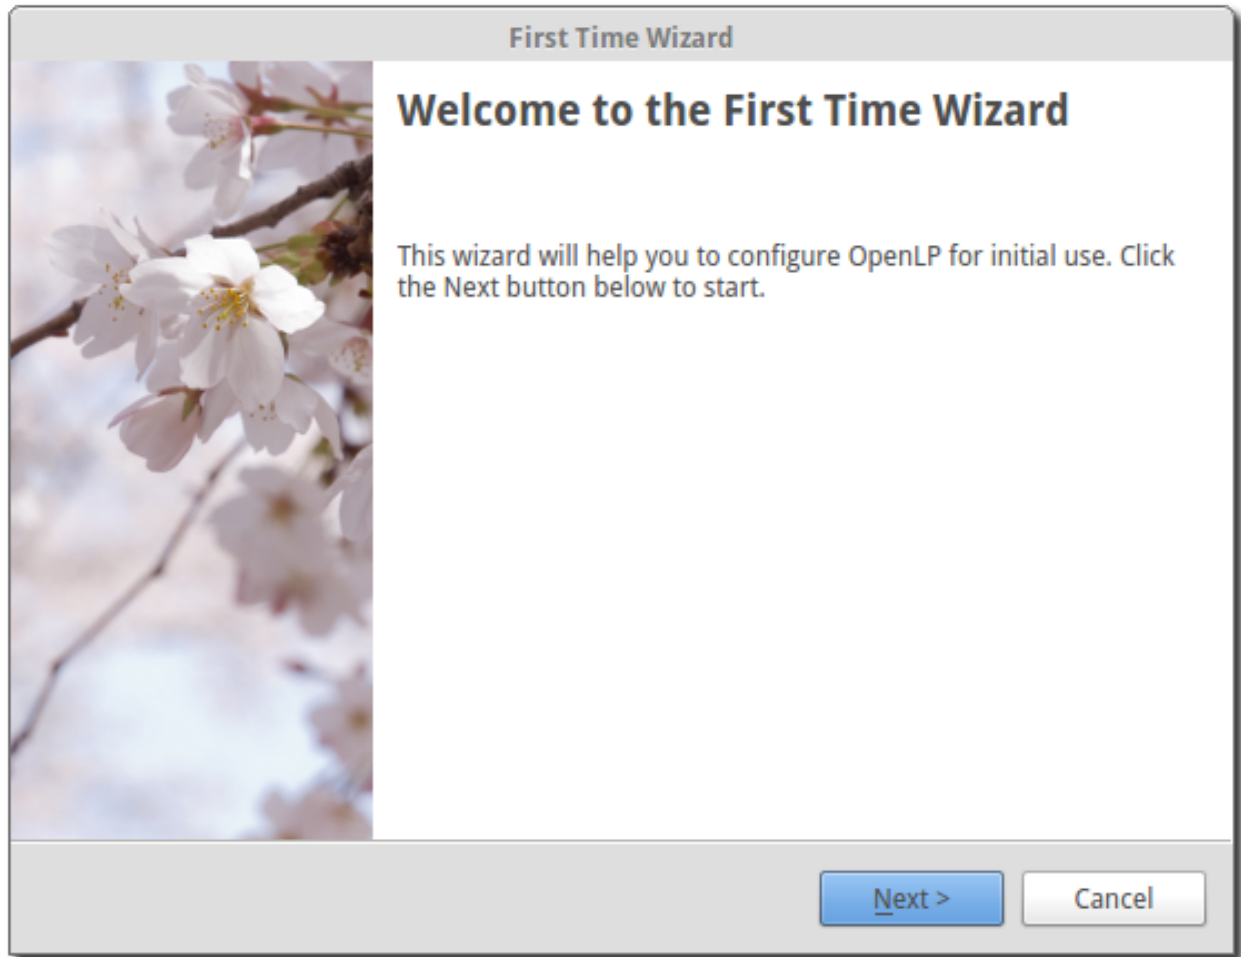 First Time Wizard
Welcome to the First Time Wizard
This wizard will help you to configure OpenLP for initial use. Click
the Next button below to start.
Next >
Cancel